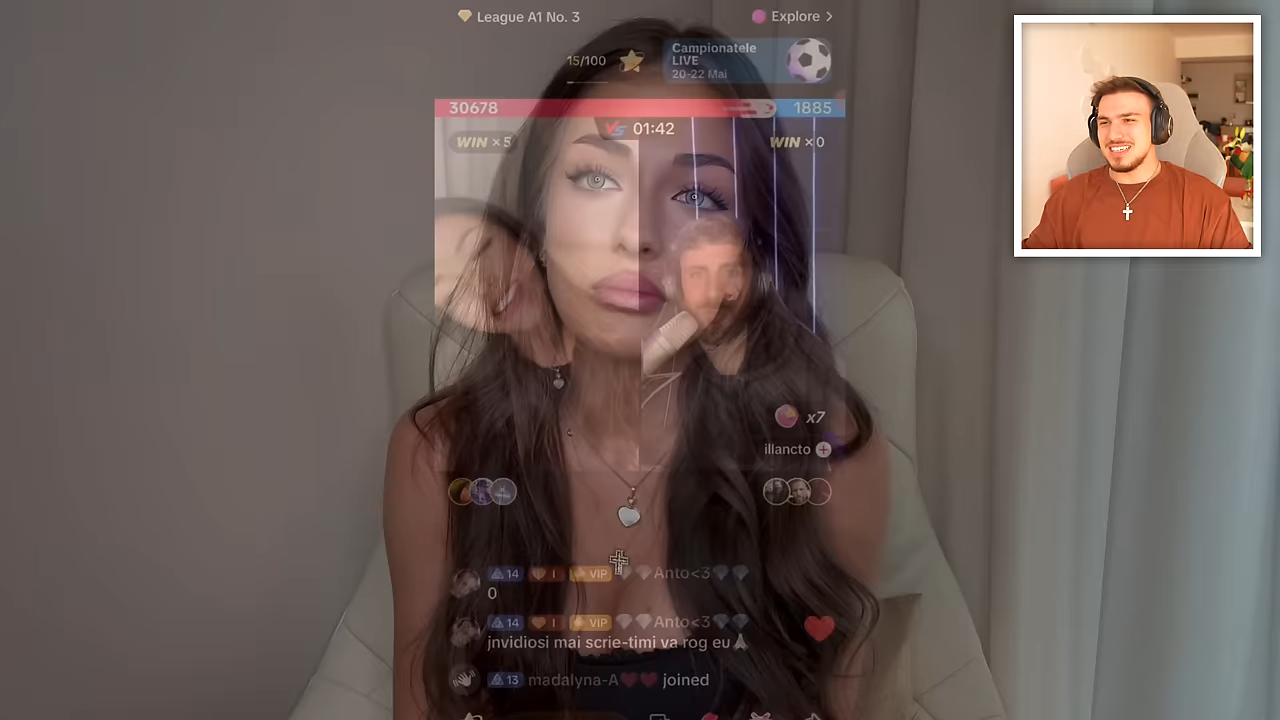 League A1 No. 3
Explore >
15/100
Campionatele
LIVE
20-22 Mai
30678
1885
VS 01:42
WIN × 5
WIN × 0
x7
illancto
14 I VIP Anto<3
0
14 I VIP Anto<3
jnvidiosi mai scrie-timi va rog eu
13 madalyna-A joined